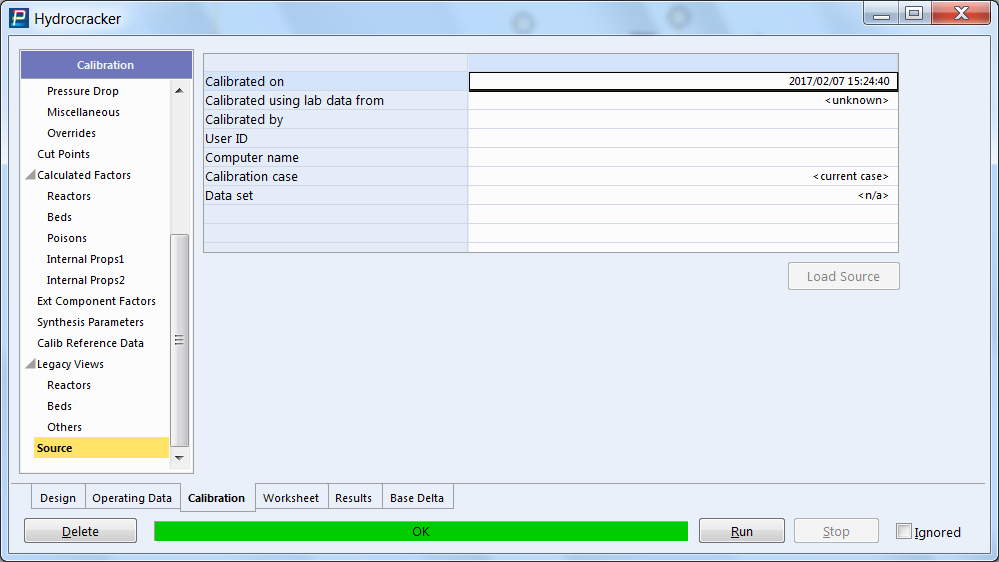 Hydrocracker
Calibration
Pressure Drop
Miscellaneous
Overrides
Cut Points
Calculated Factors
Reactors
Beds
Poisons
Internal Props1
Internal Props2
Ext Component Factors
Synthesis Parameters
Calib Reference Data
Legacy Views
Reactors
Beds
Others
Source
Calibrated on 2017/02/07 15:24:40
Calibrated using lab data from <unknown>
Calibrated by
User ID
Computer name
Calibration case <current case>
Data set <n/a>
Load Source
Design Operating Data Calibration Worksheet Results Base Delta
Delete OK Run Stop Ignored